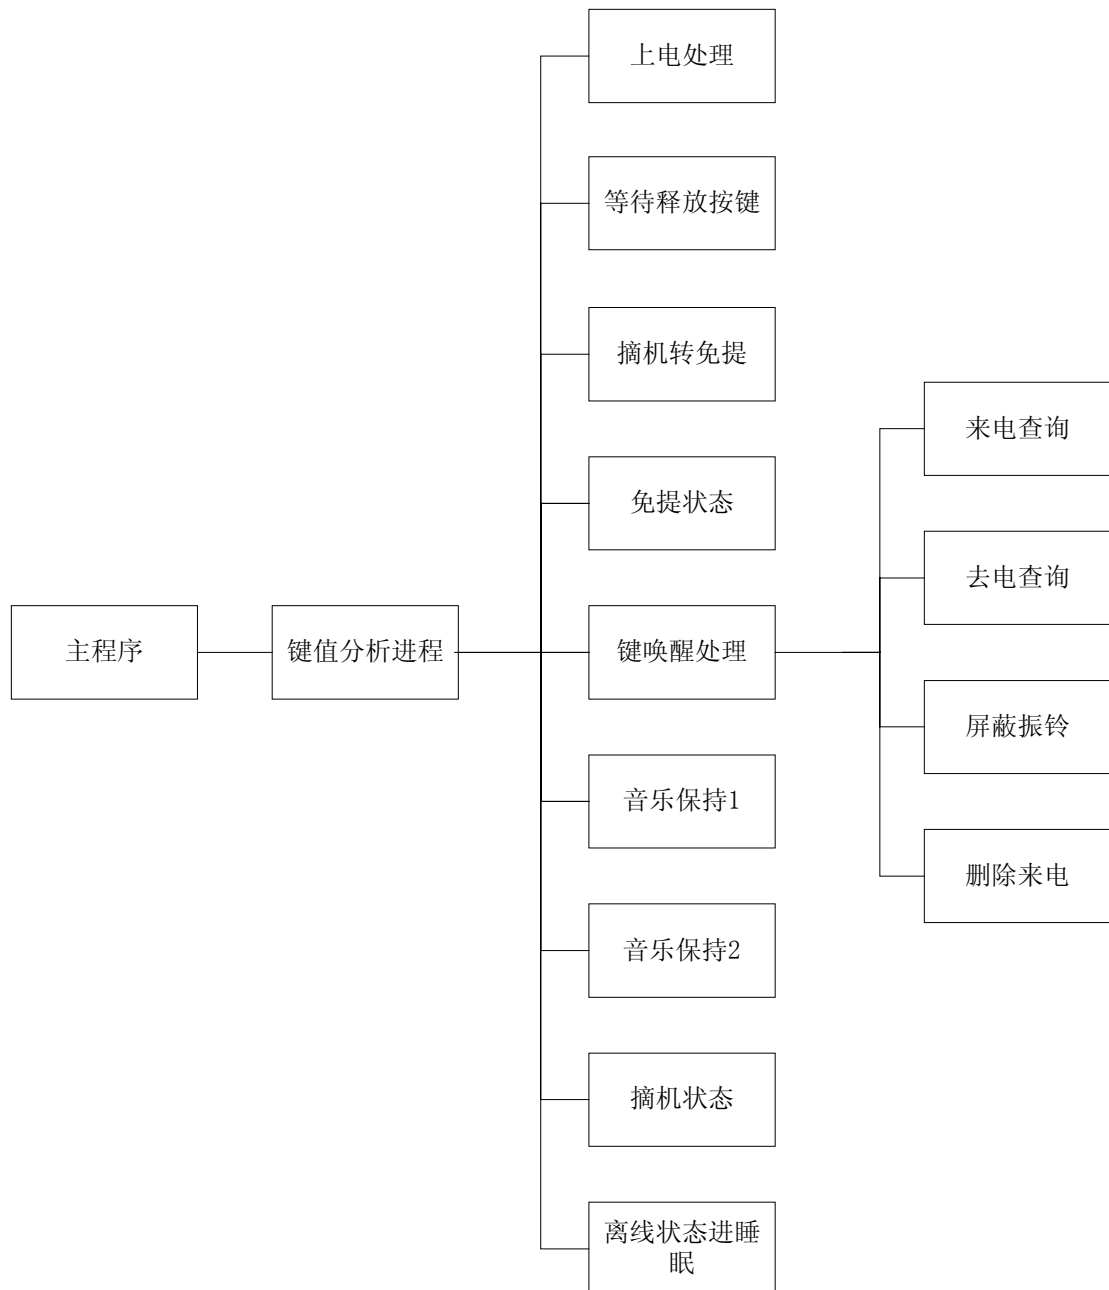 上电处理
等待释放按键
摘机转免提
免提状态
主程序
键值分析进程
键唤醒处理
音乐保持1
音乐保持2
摘机状态
离线状态进睡
眠
来电查询
去电查询
屏蔽振铃
删除来电